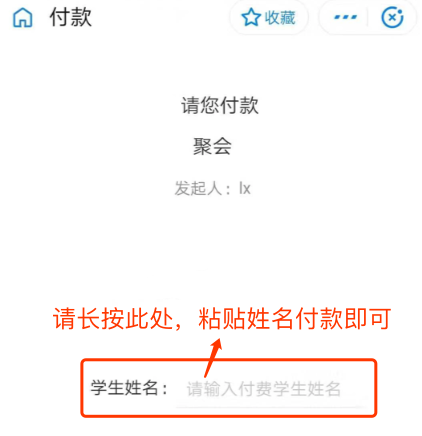 付款 收藏
请您付款
聚会
发起人：lx
请长按此处，粘贴姓名付款即可
学生姓名： 请输入付费学生姓名